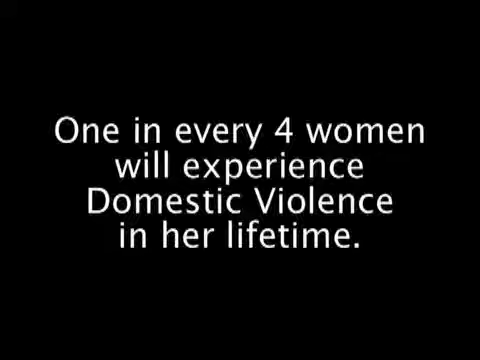 One in every 4 women
will experience
Domestic Violence
in her lifetime.